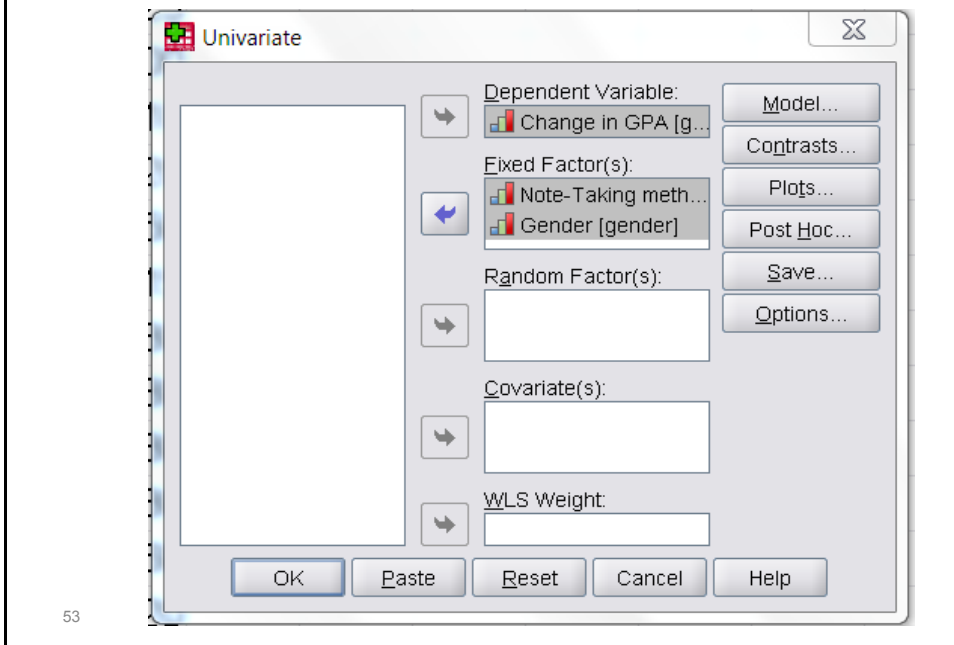 Univariate
Dependent Variable:
Change in GPA [g...
Fixed Factor(s):
Note-Taking meth...
Gender [gender]
Random Factor(s):
Covariate(s):
WLS Weight:
Model...
Contrasts...
Plots...
Post Hoc...
Save...
Options...
OK Paste Reset Cancel Help
53